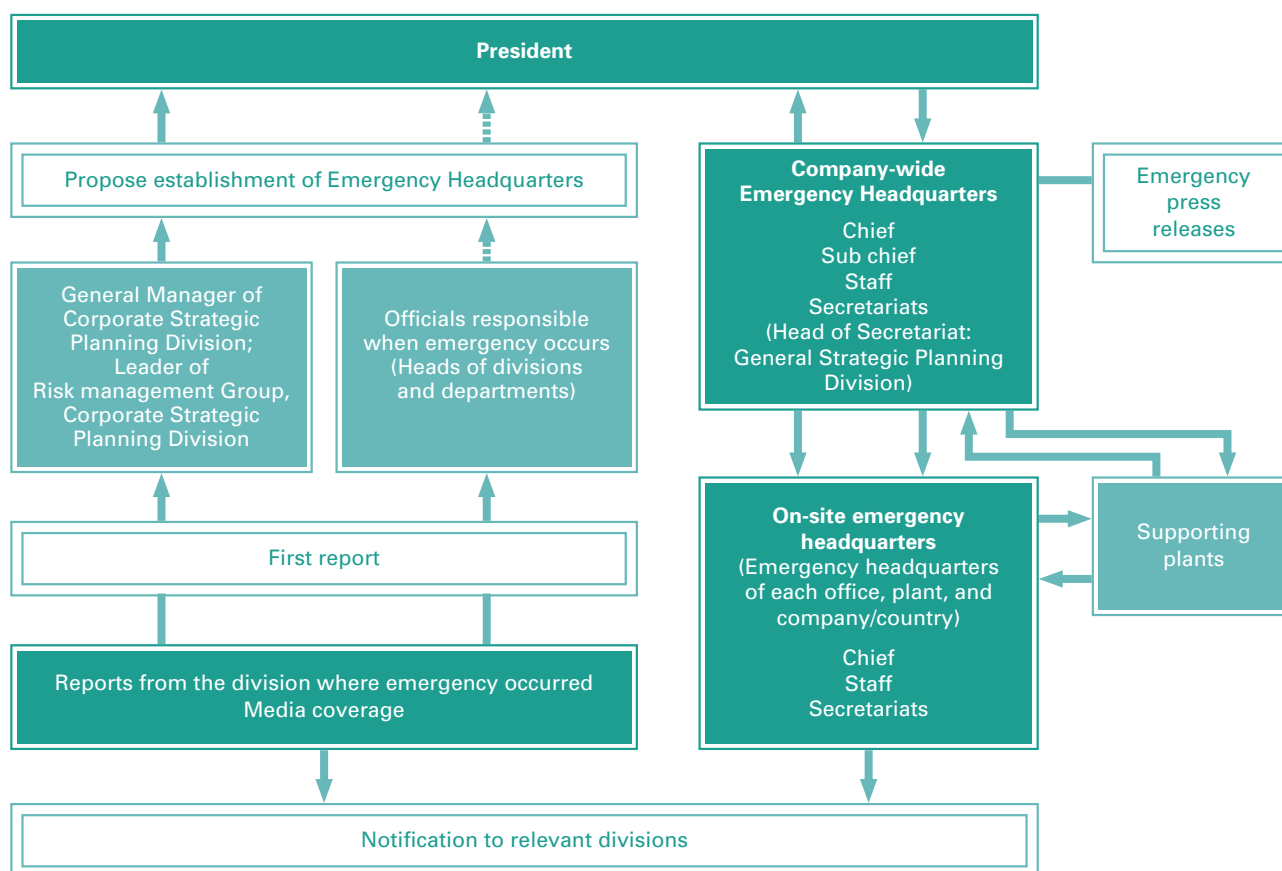 President
Propose establishment of Emergency Headquarters
General Manager of
Corporate Strategic
Planning Division;
Leader of
Risk management Group,
Corporate Strategic
Planning Division
Officials responsible
when emergency occurs
(Heads of divisions
and departments)
First report
Reports from the division where emergency occurred
Media coverage
Company-wide
Emergency Headquarters
Chief
Sub chief
Staff
Secretariats
(Head of Secretariat:
General Strategic Planning
Division)
Emergency
press
releases
On-site emergency
headquarters
(Emergency headquarters
of each office, plant, and
company/country)
Chief
Staff
Secretariats
Supporting
plants
Notification to relevant divisions